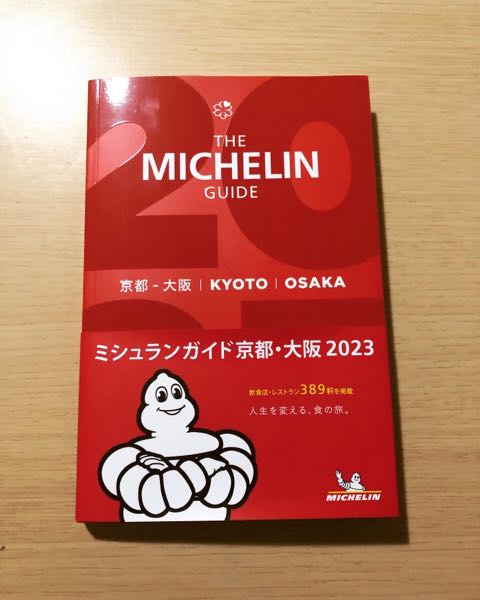 20
THE
MICHELIN
GUIDE
京都 - 大阪 | KYOTO | OSAKA
ミシュランガイド京都・大阪 2023
飲食店・レストラン389軒を掲載
人生を変える、食の旅。
MICHELIN